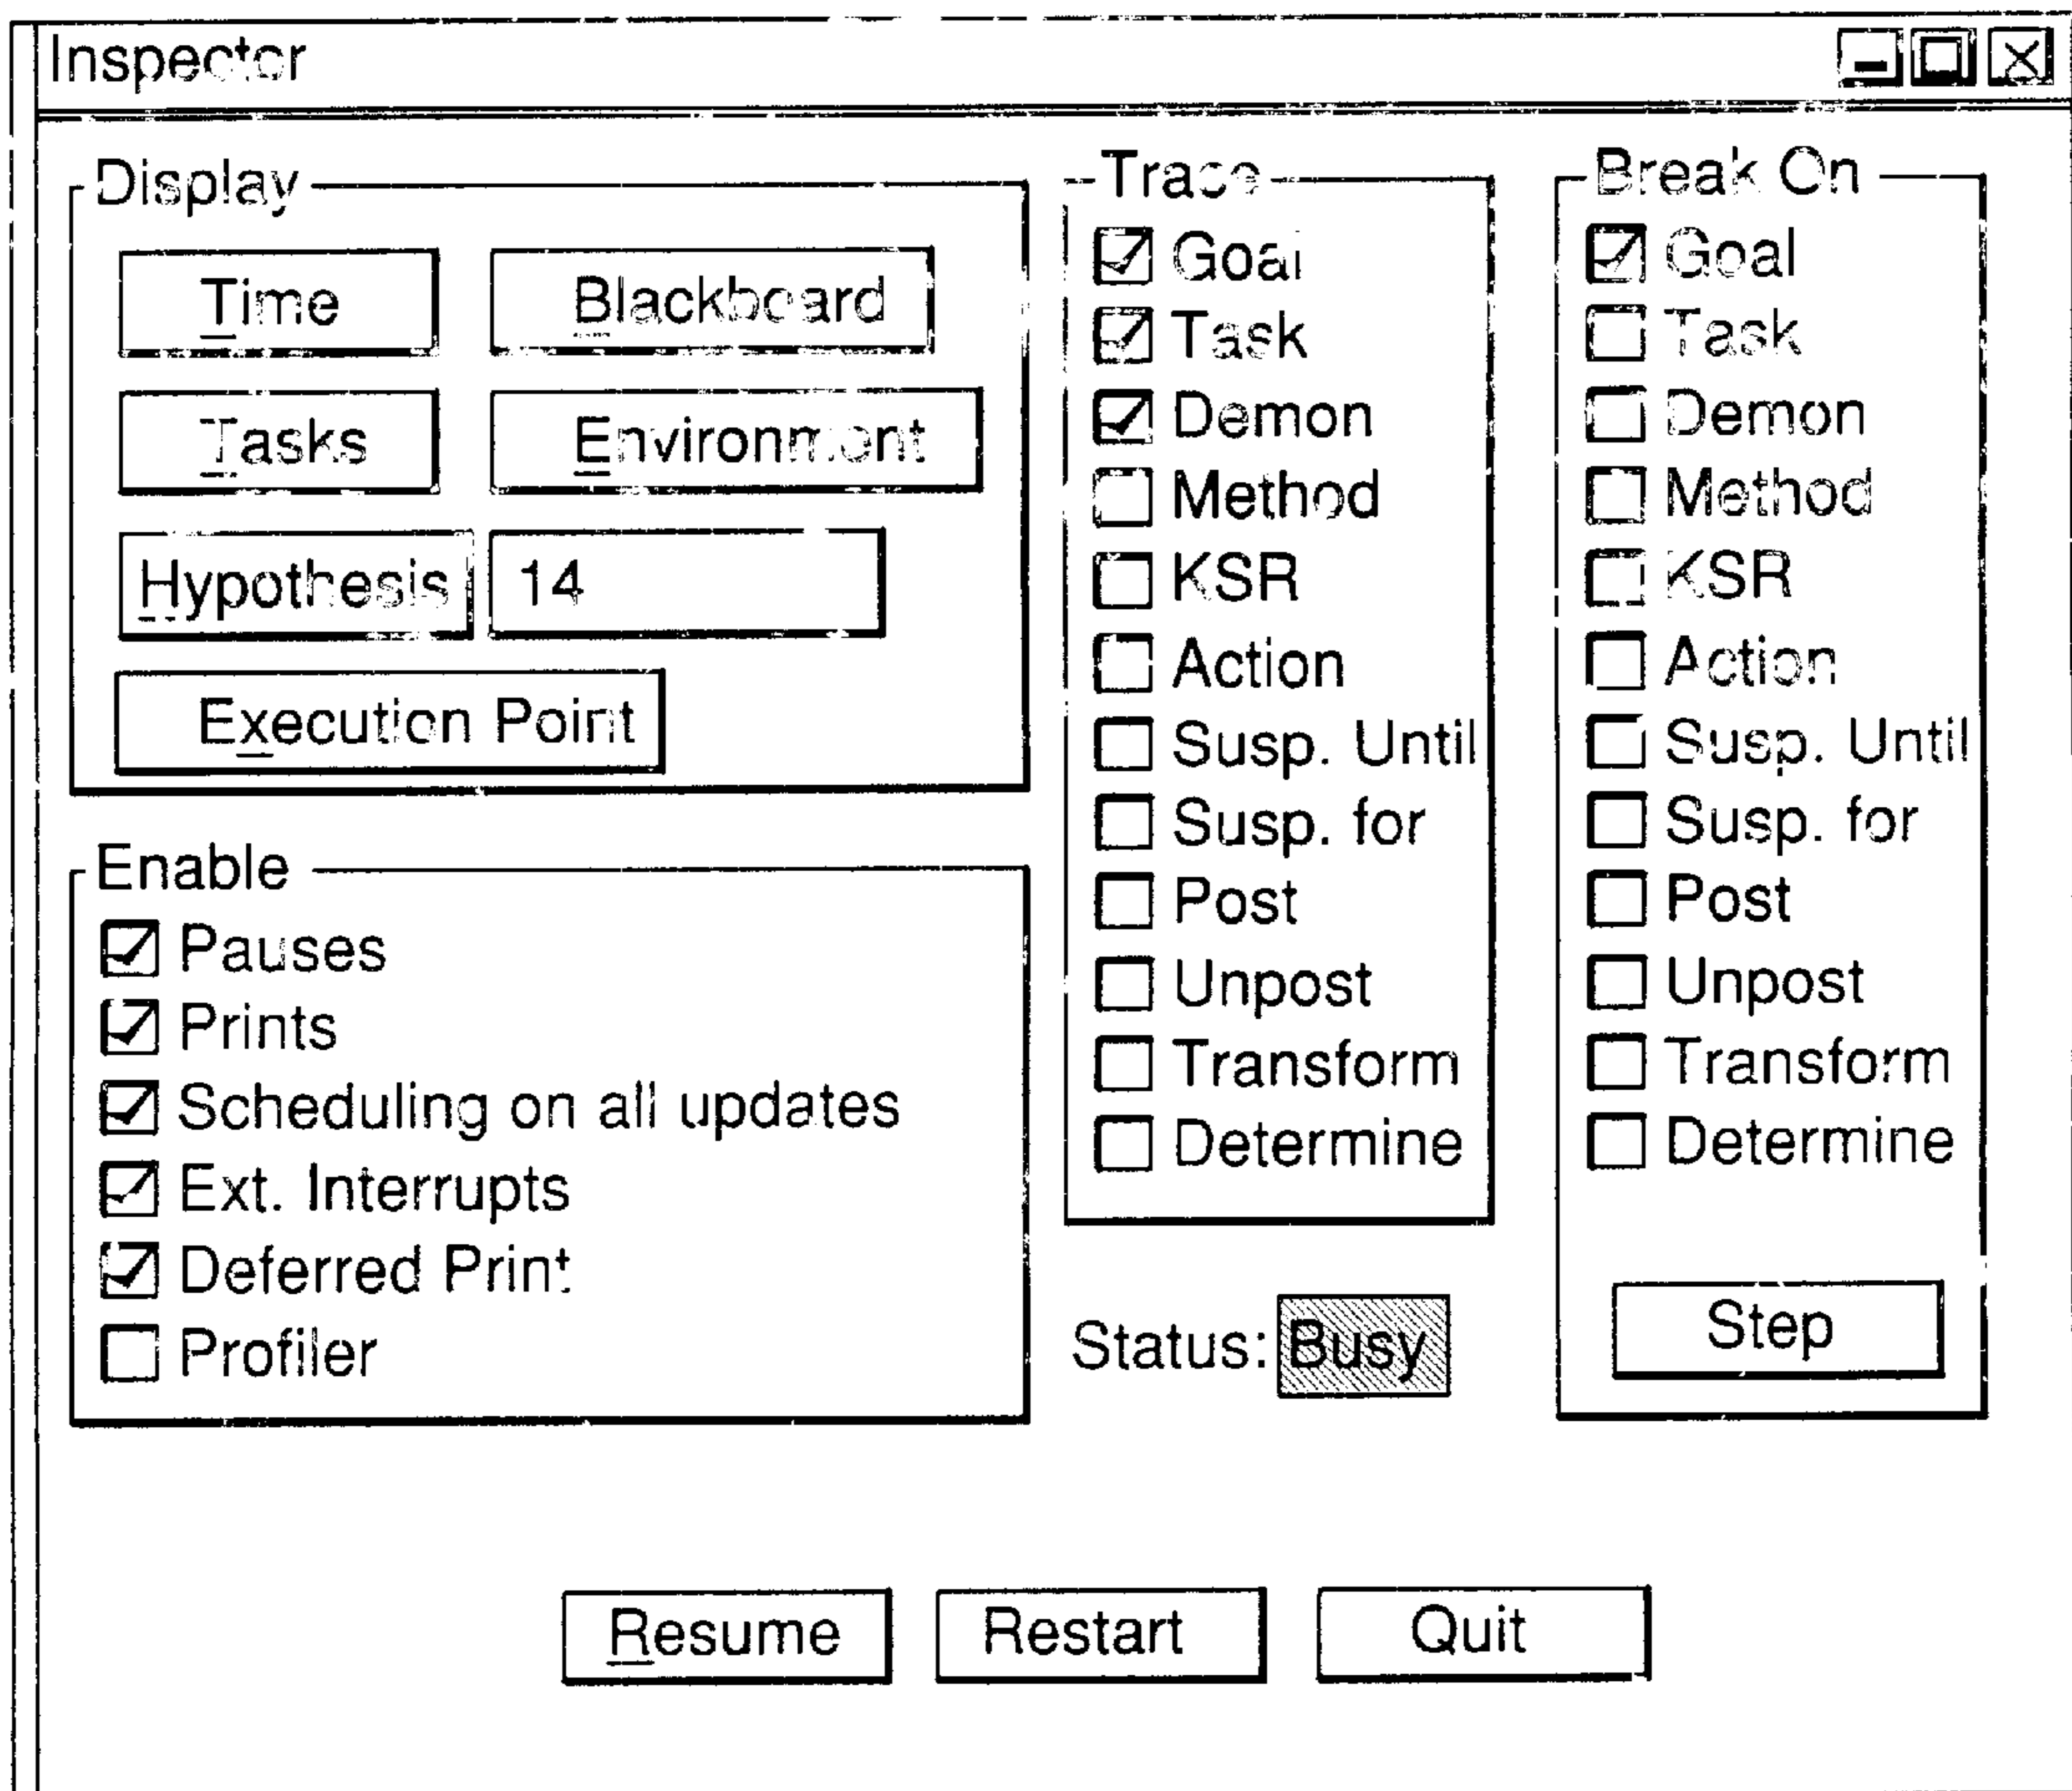 Inspector
Display
Time
Blackboard
Tasks
Environment
Hypothesis
14
Execution Point
Enable
Pauses
Prints
Scheduling on all updates
Ext. Interrupts
Deferred Print
Profiler
Trace
Goal
Task
Demon
Method
KSR
Action
Susp. Until
Susp. for
Post
Unpost
Transform
Determine
Status: Busy
Break On
Goal
Task
Demon
Method
KSR
Action
Susp. Until
Susp. for
Post
Unpost
Transform
Determine
Step
Resume
Restart
Quit